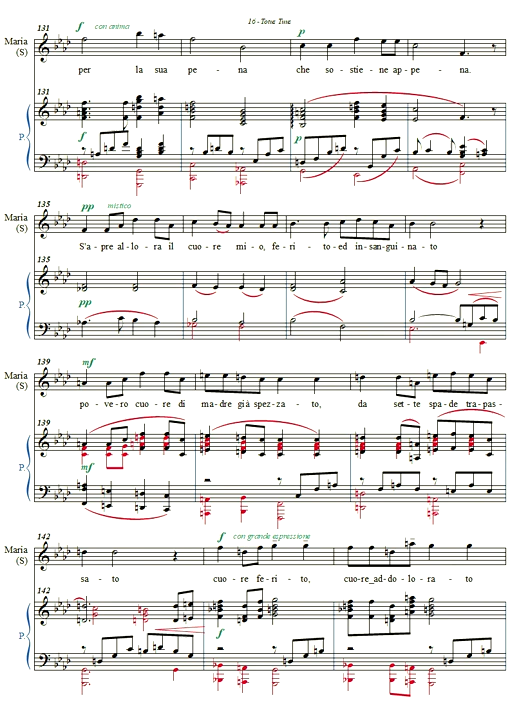 16 - Tone Time
131
f con anima
p
Maria
(S)
per la sua pe - na che so - stie - ne ap - pe - na.
131
f
p
P.
135
pp mistico
Maria
(S)
S'a - pre al - lo - ra il cuo - re mi - o, fe - ri - to ed in - san - gui - na - to
135
pp
P.
139
mf
Maria
(S)
po - ve - ro cuo - re di ma - dre già spez - za - to, da set - te spa - de tra - pas -
139
mf
P.
142
f con grande espressione
Maria
(S)
sa - to cuo - re fe - ri - to, cuo - re ad - do - lo - ra - to
142
f
P.